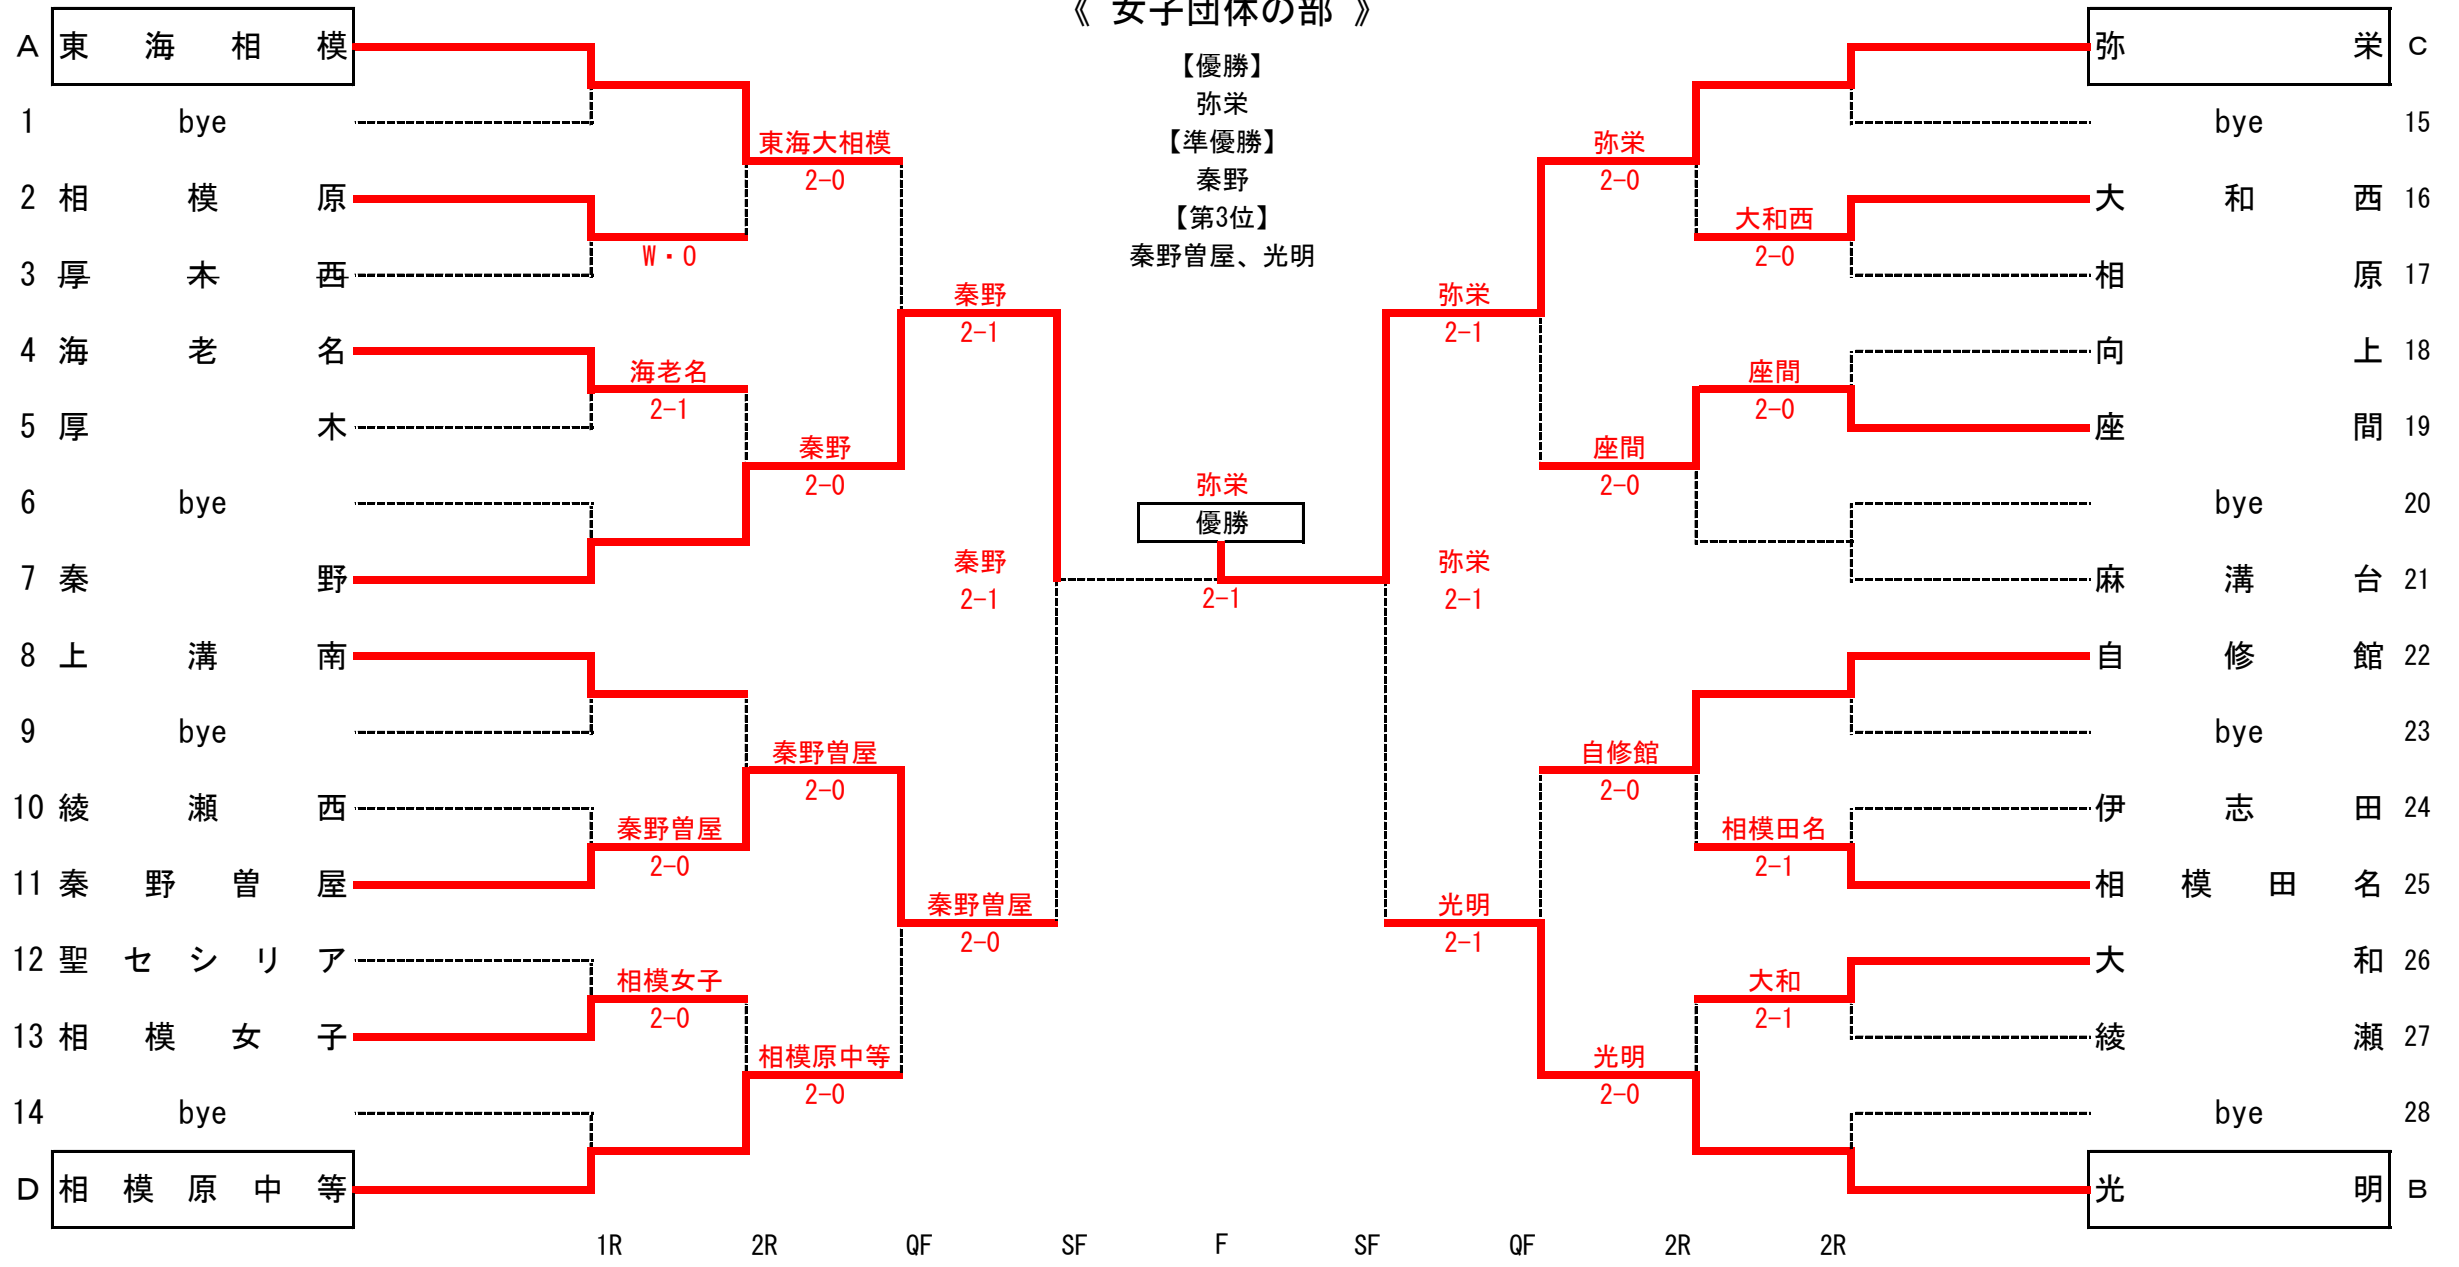 《 女子団体の部 》
【優勝】
弥栄
【準優勝】
秦野
【第3位】
秦野曽屋、光明
A 東海相模
1 bye
2 相模原
3 厚木西
4 海老名
5 厚木
6 bye
7 秦野
8 上溝南
9 bye
10 綾瀬西
11 秦野曽屋
12 聖セシリア
13 相模女子
14 bye
D 相模原中等
W・O
海老名
2-1
秦野曽屋
2-0
相模女子
2-0
東海大相模
2-0
秦野
2-0
秦野曽屋
2-0
相模原中等
2-0
秦野
2-1
秦野曽屋
2-0
秦野
2-1
弥栄
優勝
2-1
弥栄
2-1
弥栄
2-1
光明
2-1
弥栄
2-0
座間
2-0
自修館
2-0
光明
2-0
大和西
2-0
座間
2-0
相模田名
2-1
大和
2-1
弥栄 C
bye 15
大和西 16
相原 17
向上 18
座間 19
bye 20
麻溝台 21
自修館 22
bye 23
伊志田 24
相模田名 25
大和 26
綾瀬 27
bye 28
光明 B
1R 2R QF SF F SF QF 2R 2R